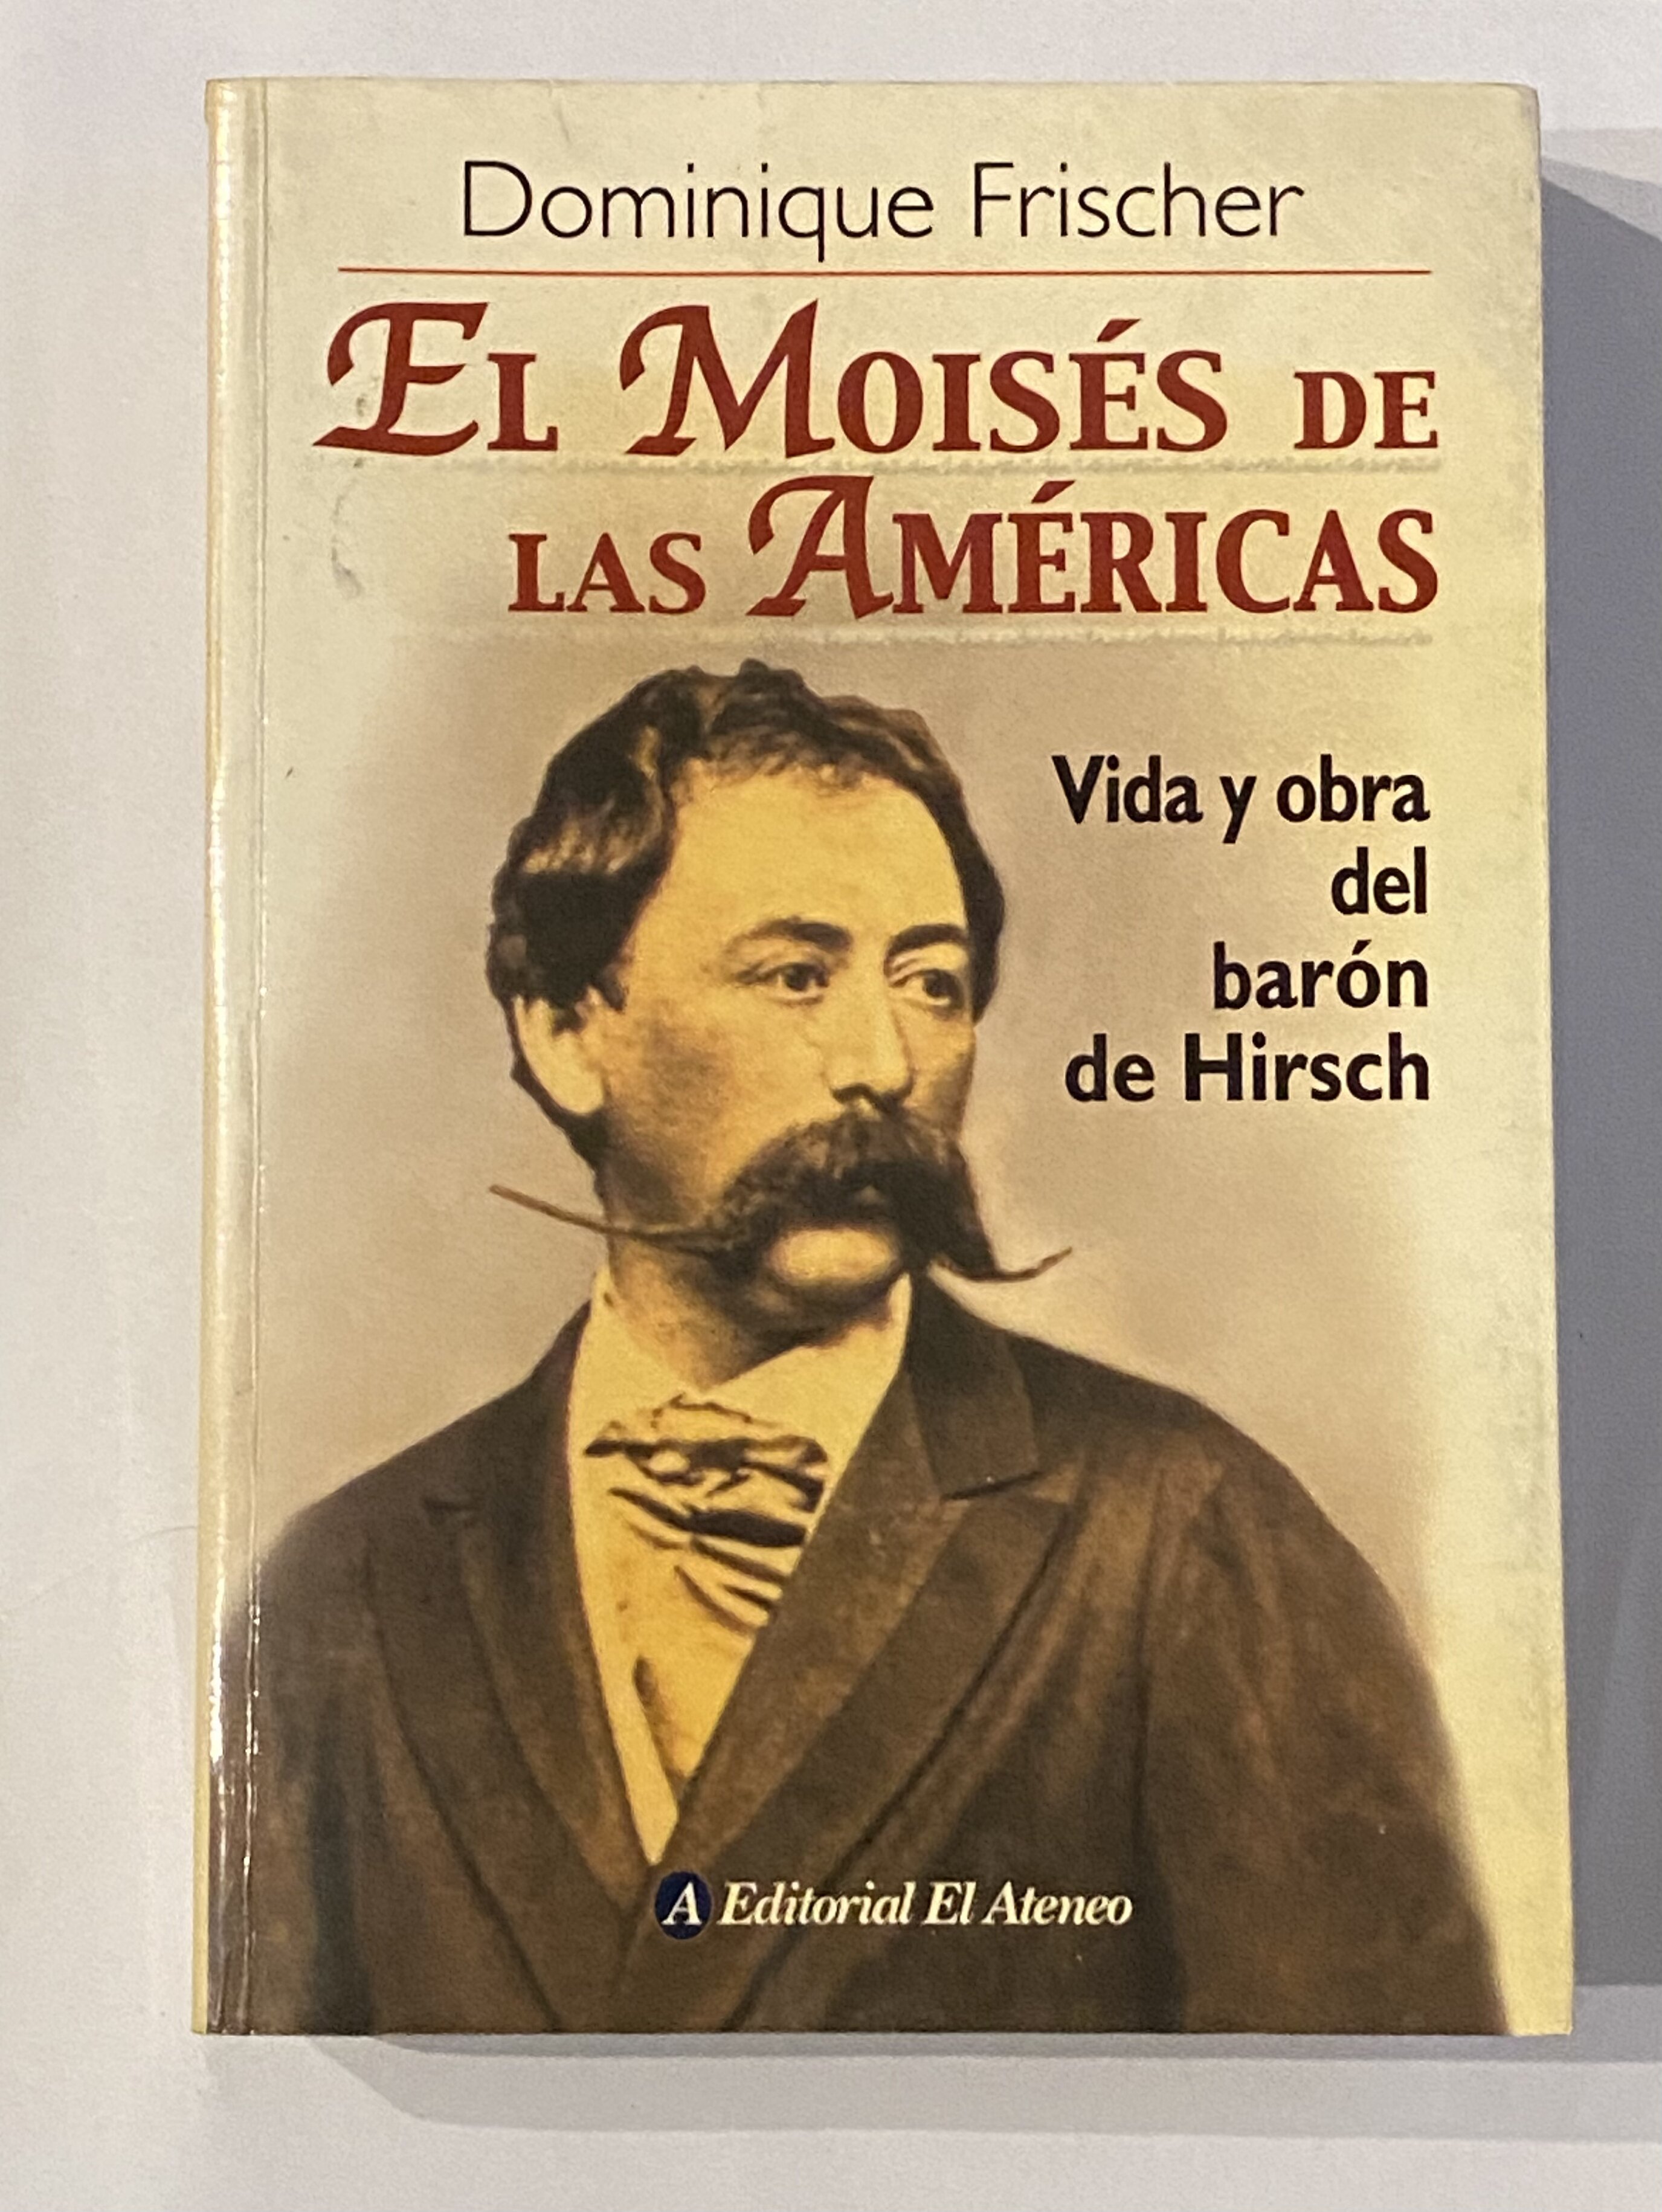 Dominique Frischer
EL MOISÉS DE
LAS AMÉRICAS
Vida y obra
del
barón
de Hirsch
A Editorial El Ateneo